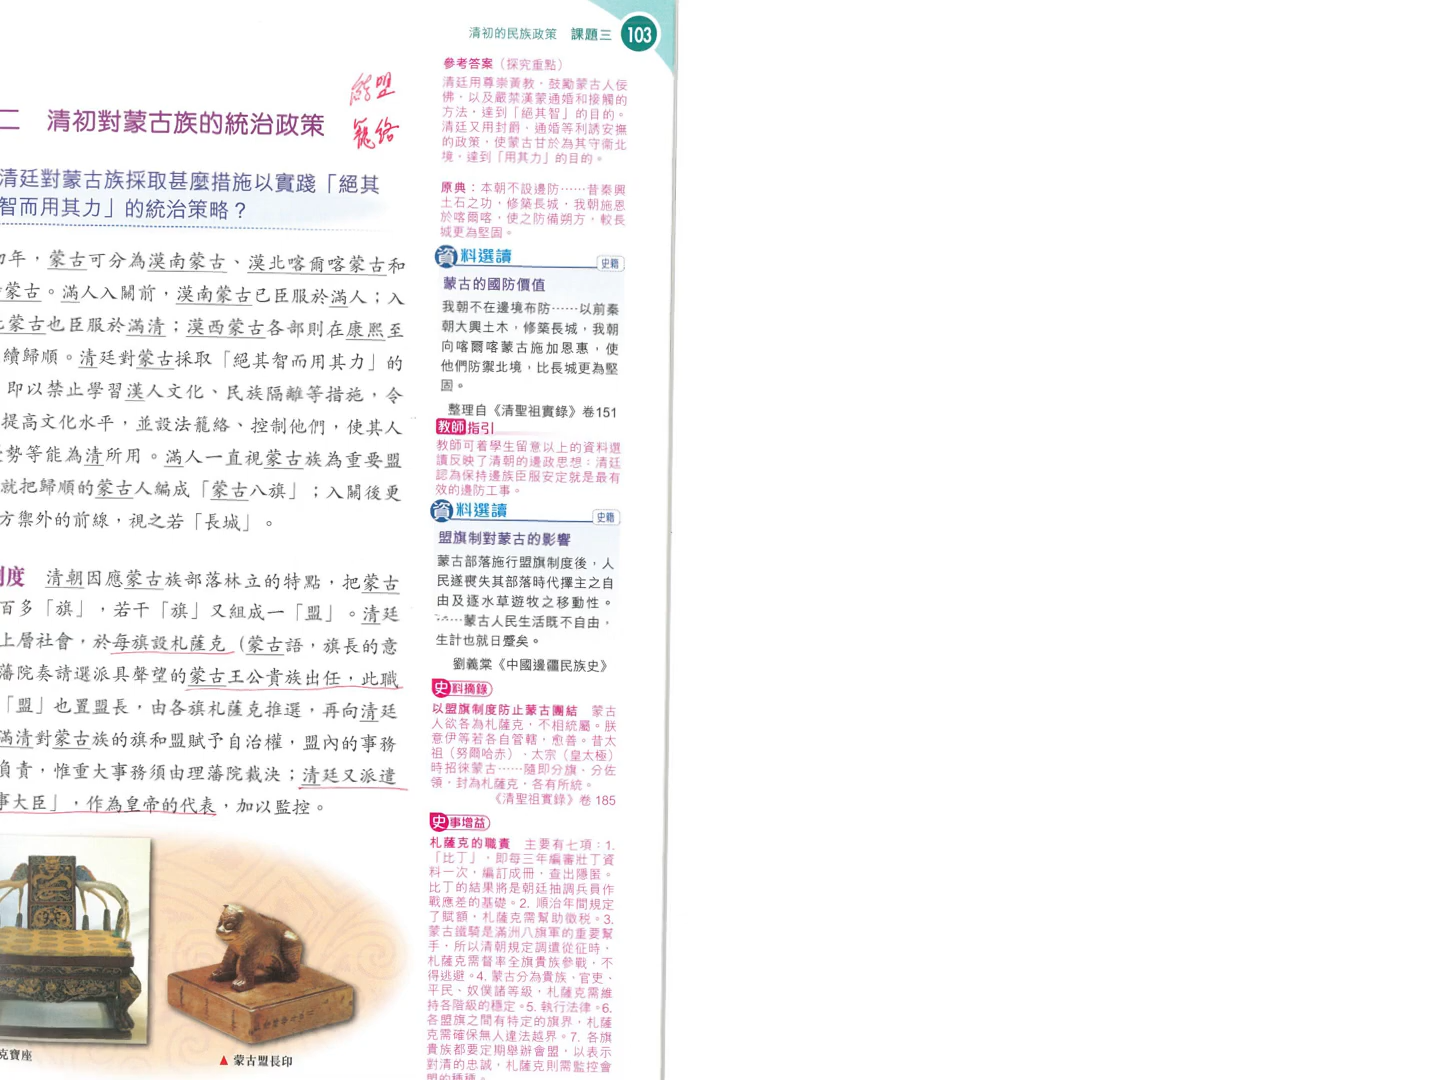 清初的民族政策 課題三 103
二 清初對蒙古族的統治政策
盟
籠絡
清廷對蒙古族採取甚麼措施以實踐「絕其
智而用其力」的統治策略？
年，蒙古可分為漠南蒙古、漠北喀爾喀蒙古和
蒙古。滿人入關前，漠南蒙古已臣服於滿人；入
蒙古也臣服於滿清；漠西蒙古各部則在康熙至
續歸順。清廷對蒙古採取「絕其智而用其力」的
即以禁止學習漢人文化、民族隔離等措施，令
提高文化水平，並設法籠絡、控制他們，使其人
勢等能為清所用。滿人一直視蒙古族為重要盟
就把歸順的蒙古人編成「蒙古八旗」；入關後更
方禦外的前線，視之若「長城」。
制度 清朝因應蒙古族部落林立的特點，把蒙古
百多「旗」，若干「旗」又組成一「盟」。清廷
上層社會，於每旗設札薩克（蒙古語，旗長的意
藩院奏請選派具聲望的蒙古王公貴族出任，此職
「盟」也置盟長，由各旗札薩克推選，再向清廷
滿清對蒙古族的旗和盟賦予自治權，盟內的事務
負責，惟重大事務須由理藩院裁決；清廷又派遣
事大臣」，作為皇帝的代表，加以監控。
克寶座
▲ 蒙古盟長印
參考答案（探究重點）
清廷用尊崇黃教，鼓勵蒙古人佞
佛，以及嚴禁漢蒙通婚和接觸的
方法，達到「絕其智」的目的。
清廷又用封爵、通婚等利誘安撫
的政策，使蒙古甘於為其守衞北
境，達到「用其力」的目的。
原典：本朝不設邊防……昔秦興
土石之功，修築長城，我朝施恩
於喀爾喀，使之防備朔方，較長
城更為堅固。
資料選讀 史籍
蒙古的國防價值
我朝不在邊境布防……以前秦
朝大興土木，修築長城，我朝
向喀爾喀蒙古施加恩惠，使
他們防禦北境，比長城更為堅
固。
整理自《清聖祖實錄》卷151
教師指引
教師可着學生留意以上的資料選
讀反映了清朝的邊政思想：清廷
認為保持邊族臣服安定就是最有
效的邊防工事。
資料選讀 史籍
盟旗制對蒙古的影響
蒙古部落施行盟旗制度後，人
民遂喪失其部落時代擇主之自
由及逐水草遊牧之移動性。
……蒙古人民生活既不自由，
生計也就日蹙矣。
劉義棠《中國邊疆民族史》
史料摘錄
以盟旗制度防止蒙古團結 蒙古
人欲各為札薩克，不相統屬。朕
意伊等若各自管轄，愈善。昔太
祖（努爾哈赤）、太宗（皇太極）
時招徠蒙古……隨即分旗、分佐
領，封為札薩克，各有所統。
《清聖祖實錄》卷 185
史事增益
札薩克的職責 主要有七項：1.
「比丁」，即每三年編審壯丁資
料一次，編訂成冊，查出隱匿。
比丁的結果將是朝廷抽調兵員作
戰應差的基礎。2. 順治年間規定
了賦額，札薩克需幫助徵稅。3.
蒙古鐵騎是滿洲八旗軍的重要幫
手，所以清朝規定調遣從征時，
札薩克需督率全旗貴族參戰，不
得逃避。4. 蒙古分為貴族、官吏、
平民、奴僕諸等級，札薩克需維
持各階級的穩定。5. 執行法律。6.
各盟旗之間有特定的旗界，札薩
克需確保無人違法越界。7. 各旗
貴族都要定期舉辦會盟，以表示
對清的忠誠，札薩克則需監控會
盟的種種。